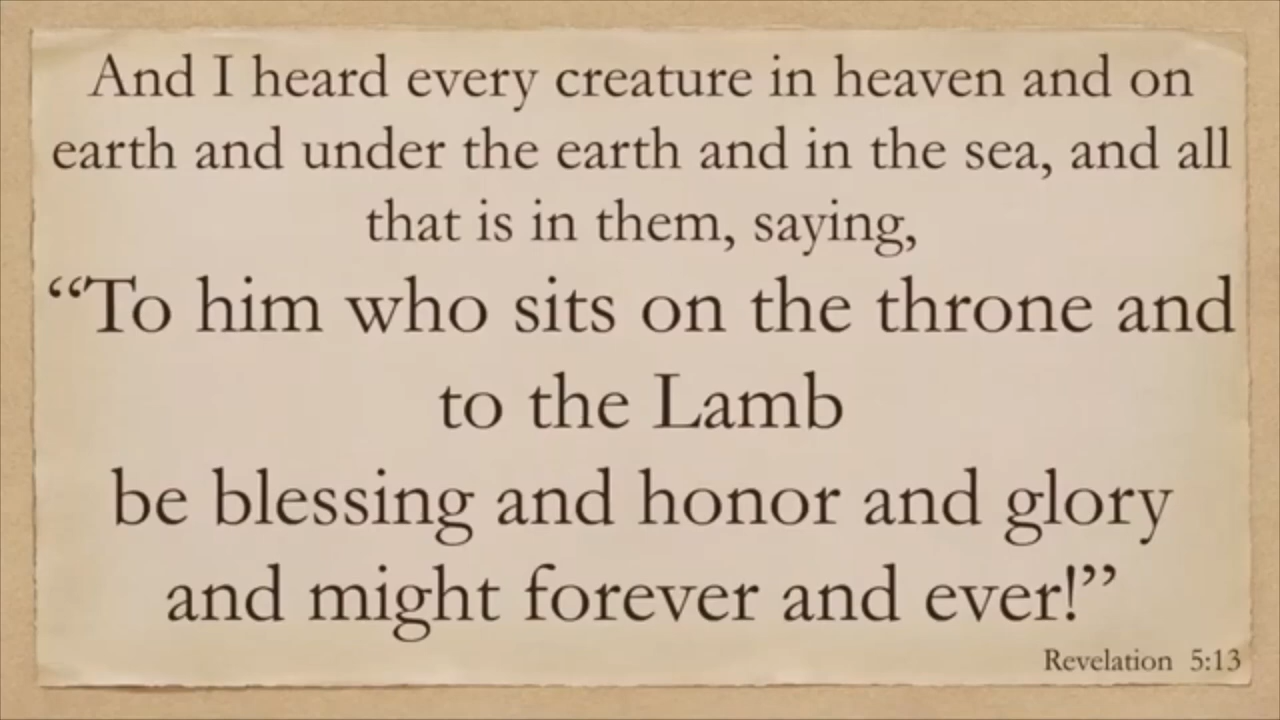 And I heard every creature in heaven and on
earth and under the earth and in the sea, and all
that is in them, saying,
“To him who sits on the throne and
to the Lamb
be blessing and honor and glory
and might forever and ever!”
Revelation 5:13